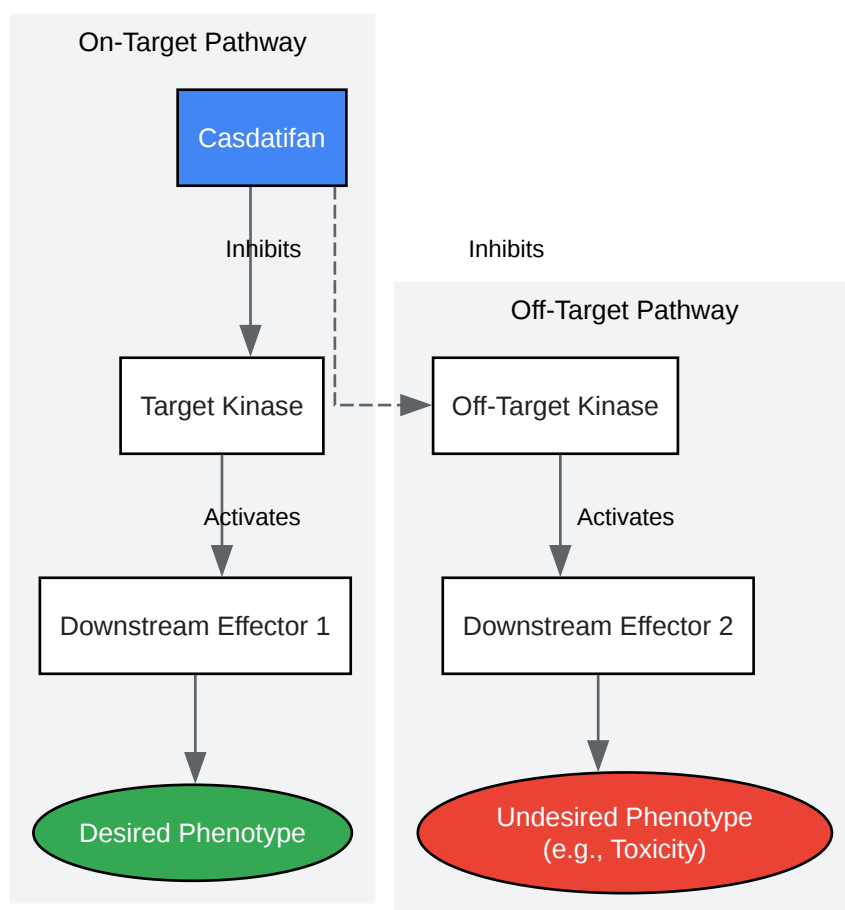 On-Target Pathway
Casdatifan
Inhibits
Inhibits
Off-Target Pathway
Target Kinase
Off-Target Kinase
Activates
Activates
Downstream Effector 1
Downstream Effector 2
Desired Phenotype
Undesired Phenotype
(e.g., Toxicity)